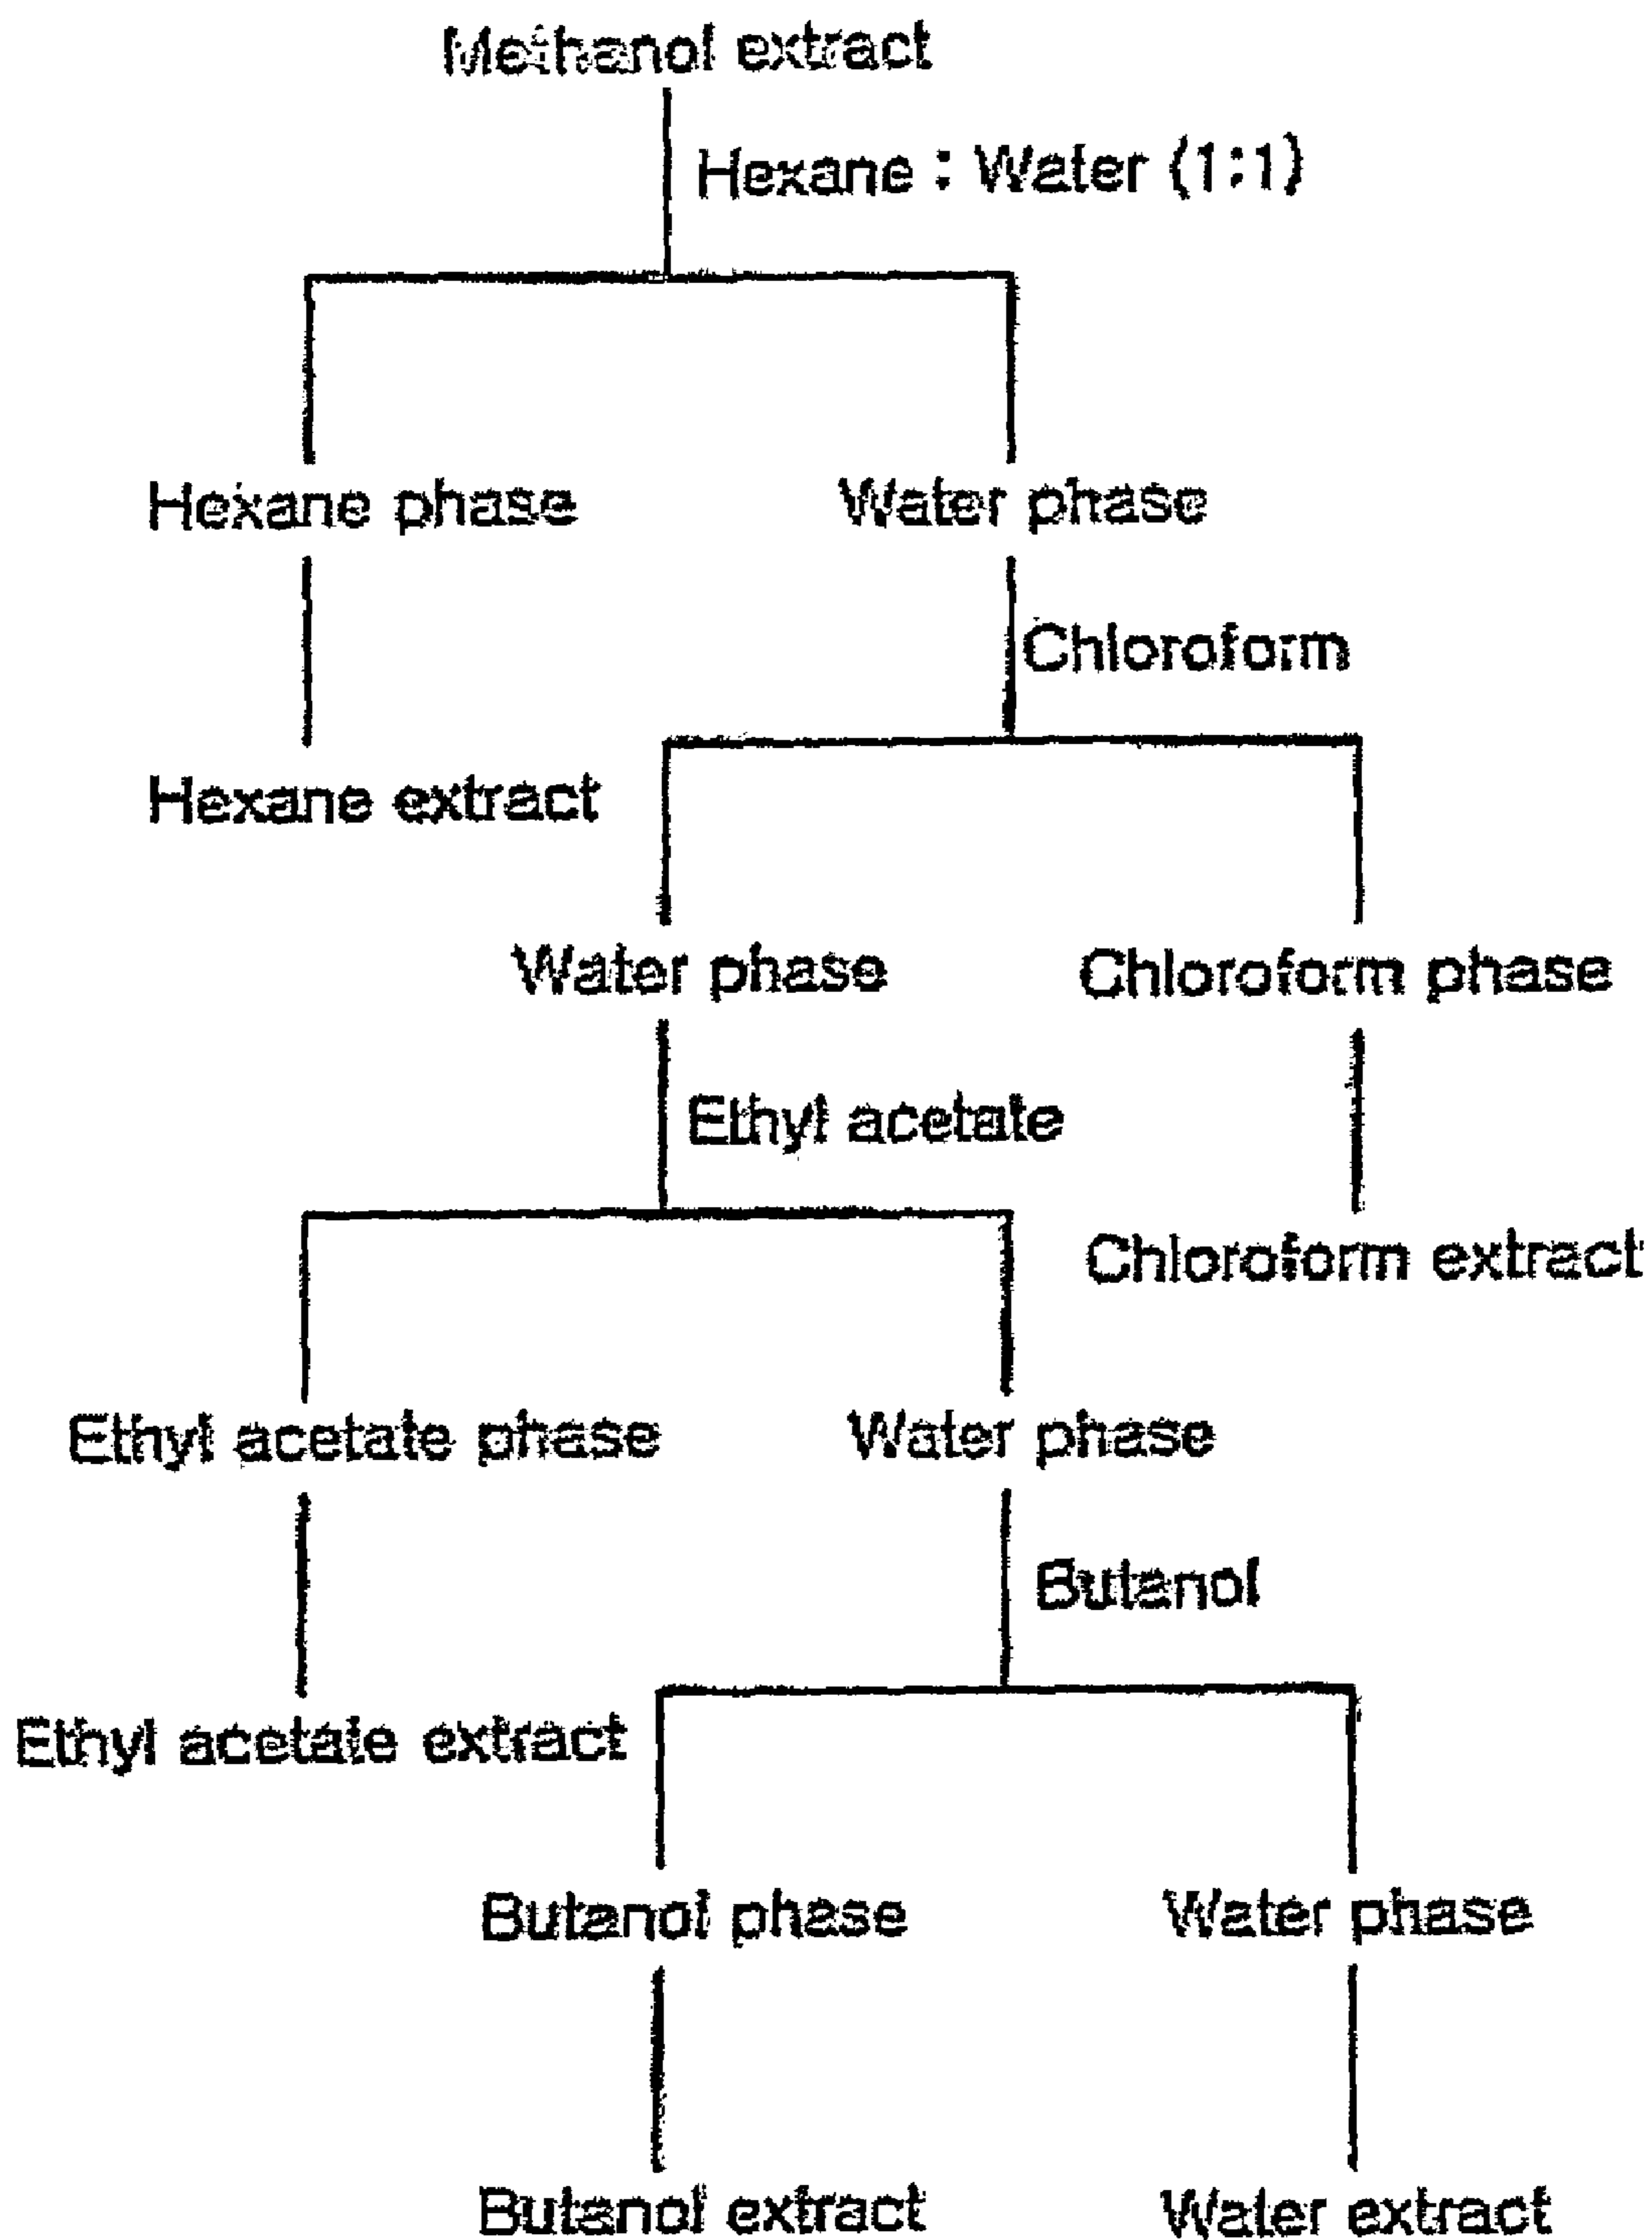 Methanol extract
Hexane : Water (1:1)
Hexane phase
Water phase
Chloroform
Hexane extract
Water phase
Chloroform phase
Ethyl acetate
Chloroform extract
Ethyl acetate phase
Water phase
Butanol
Ethyl acetate extract
Butanol phase
Water phase
Butanol extract
Water extract